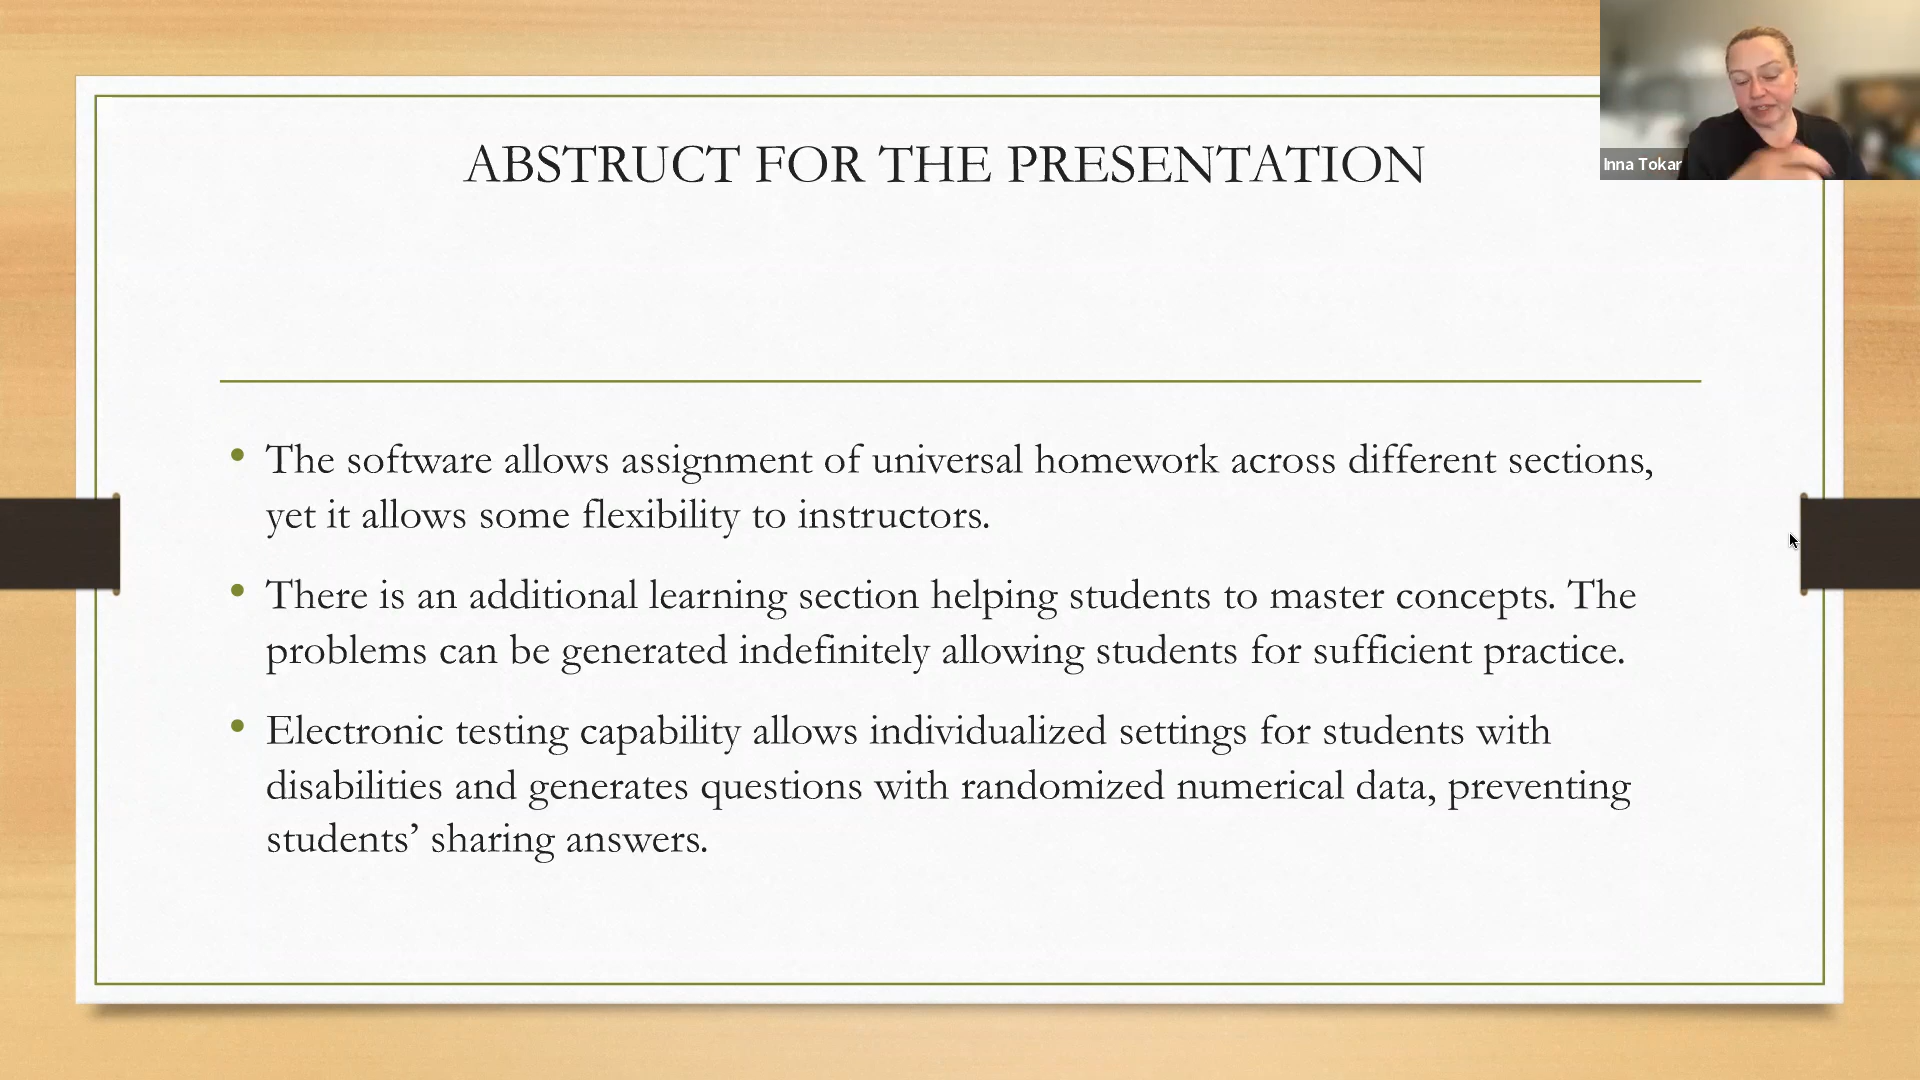 ABSTRUCT FOR THE PRESENTATION
Inna Tokar
• The software allows assignment of universal homework across different sections,
yet it allows some flexibility to instructors.
• There is an additional learning section helping students to master concepts. The
problems can be generated indefinitely allowing students for sufficient practice.
• Electronic testing capability allows individualized settings for students with
disabilities and generates questions with randomized numerical data, preventing
students’ sharing answers.